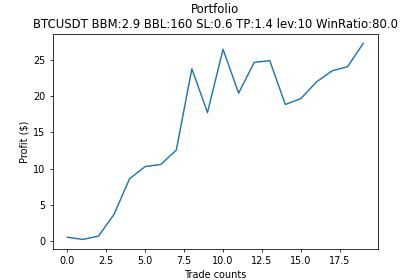 Portfolio
BTCUSDT BBM:2.9 BBL:160 SL:0.6 TP:1.4 lev:10 WinRatio:80.0
25
20
15
10
5
0
Profit ($)
0.0 2.5 5.0 7.5 10.0 12.5 15.0 17.5
Trade counts